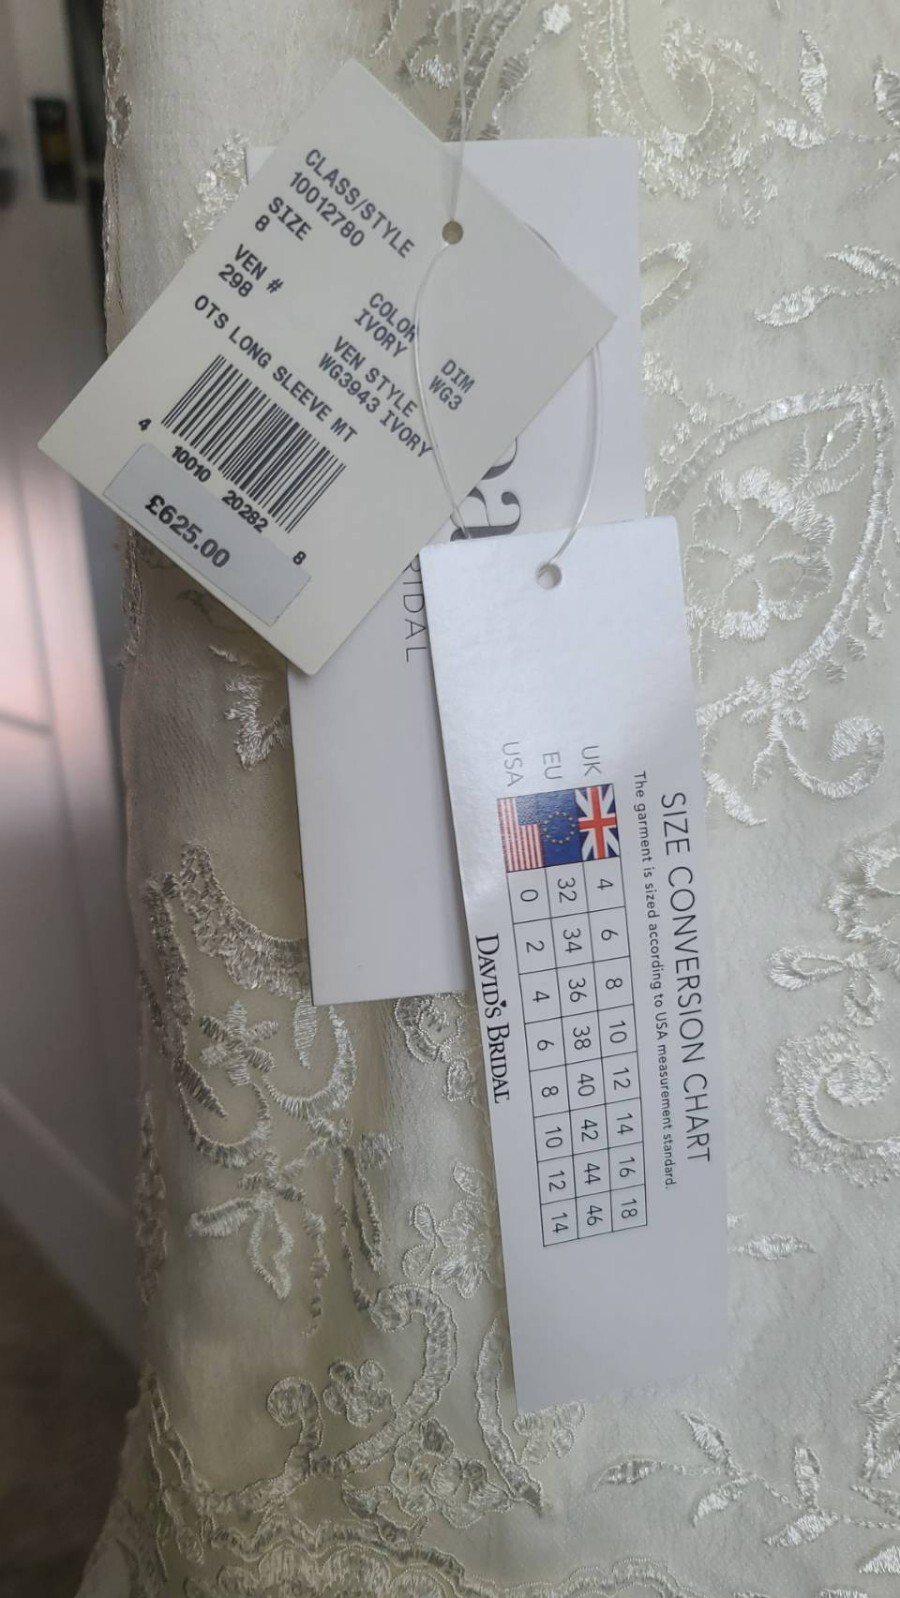 CLASS/STYLE
10012780
SIZE
8
COLOR
IVORY
DIM
WG3
VEN #
298
VEN STYLE
WG3943 IVORY
OTS LONG SLEEVE MT
4 10010 20282 8
£625.00
SIZE CONVERSION CHART
The garment is sized according to USA measurement standard.
UK 4 6 8 10 12 14 16 18
EU 32 34 36 38 40 42 44 46
USA 0 2 4 6 8 10 12 14
DAVID'S BRIDAL